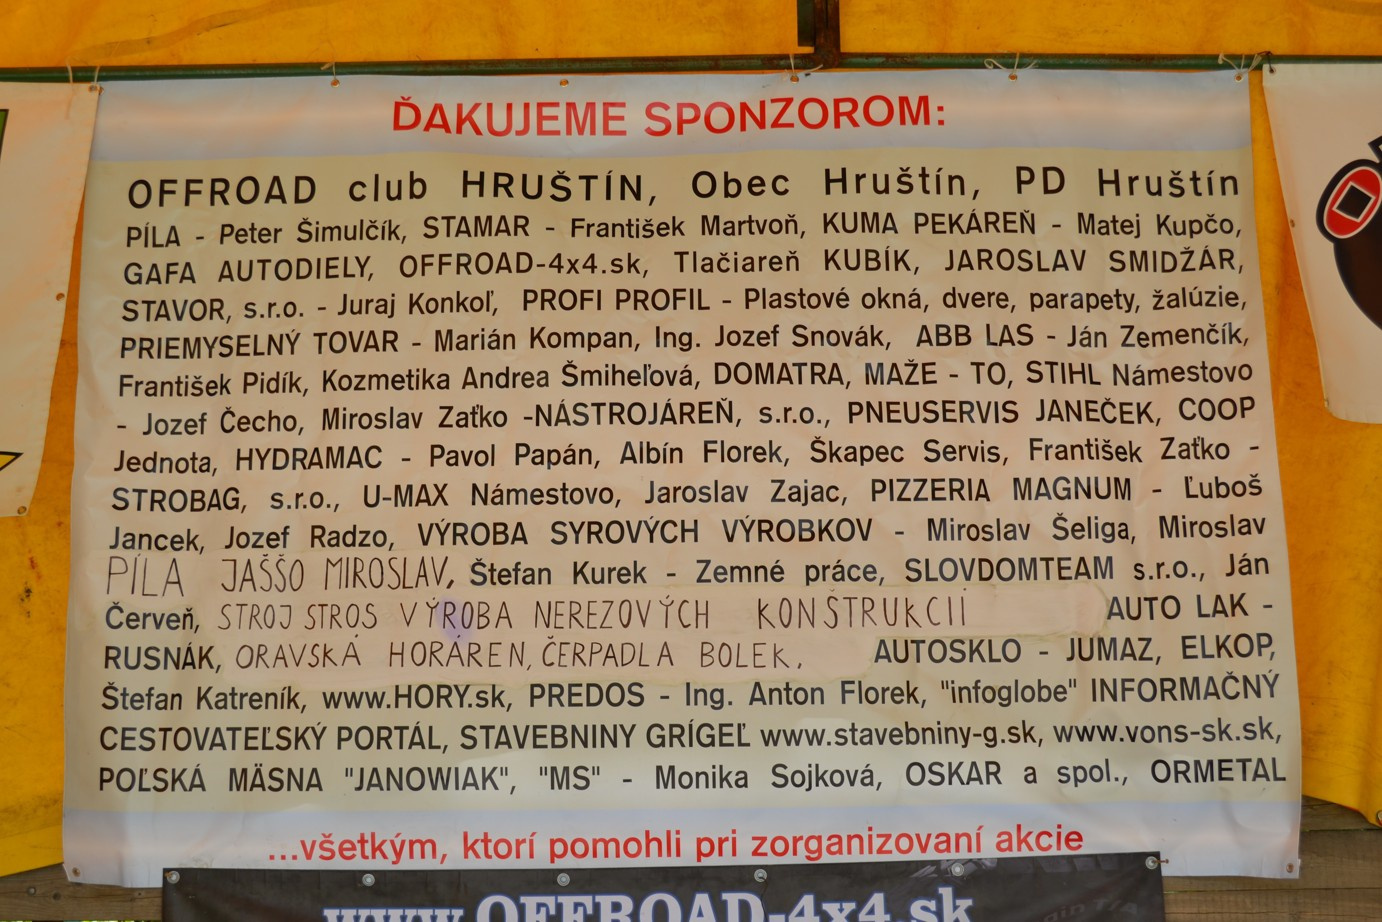 ĎAKUJEME SPONZOROM:
OFFROAD club HRUŠTÍN, Obec Hruštín, PD Hruštín
PÍLA - Peter Šimulčík, STAMAR - František Martvoň, KUMA PEKÁREŇ - Matej Kupčo,
GAFA AUTODIELY, OFFROAD-4x4.sk, Tlačiareň KUBÍK, JAROSLAV SMIDŽÁR,
STAVOR, s.r.o. - Juraj Konkoľ, PROFI PROFIL - Plastové okná, dvere, parapety, žalúzie,
PRIEMYSELNÝ TOVAR - Marián Kompan, Ing. Jozef Snovák, ABB LAS - Ján Zemenčík,
František Pidík, Kozmetika Andrea Šmiheľová, DOMATRA, MAŽE - TO, STIHL Námestovo
- Jozef Čecho, Miroslav Zaťko -NÁSTROJÁREŇ, s.r.o., PNEUSERVIS JANEČEK, COOP
Jednota, HYDRAMAC - Pavol Papán, Albín Florek, Škapec Servis, František Zaťko -
STROBAG, s.r.o., U-MAX Námestovo, Jaroslav Zajac, PIZZERIA MAGNUM - Ľuboš
Jancek, Jozef Radzo, VÝROBA SYROVÝCH VÝROBKOV - Miroslav Šeliga, Miroslav
PÍLA JAŠŠO MIROSLAV, Štefan Kurek - Zemné práce, SLOVDOMTEAM s.r.o., Ján
Červeň, STROJ STROS VÝROBA NEREZOVÝCH KONŠTRUKCIÍ AUTO LAK -
RUSNÁK, ORAVSKÁ HORÁREN, ČERPADLA BOLEK, AUTOSKLO - JUMAZ, ELKOP,
Štefan Katreník, www.HORY.sk, PREDOS - Ing. Anton Florek, "infoglobe" INFORMAČNÝ
CESTOVATEĽSKÝ PORTÁL, STAVEBNINY GRÍGEĽ www.stavebniny-g.sk, www.vons-sk.sk,
POĽSKÁ MÄSNA "JANOWIAK", "MS" - Monika Sojková, OSKAR a spol., ORMETAL
...všetkým, ktorí pomohli pri zorganizovaní akcie
www.OFFROAD-4x4.sk